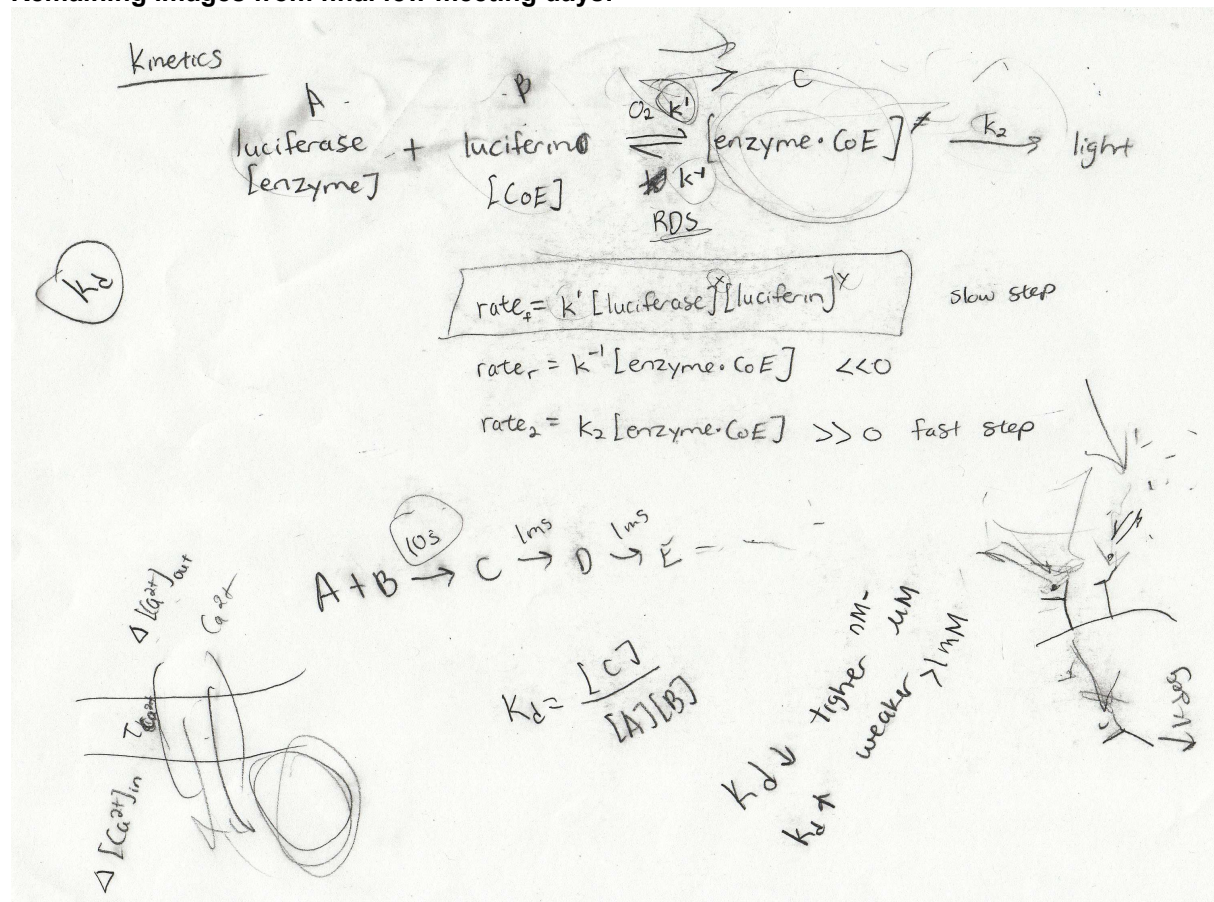 Remaining images from final few meeting days:
Kinetics
A B C
luciferase + luciferin ⇌ [enzyme · CoE]≠ → light
O2 k' k2
[enzyme] [CoE] k-1
RDS
Kd
rate_f = k' [luciferase]^x [luciferin]^y slow step
rate_r = k^-1 [enzyme · CoE] <<0
rate_2 = k2 [enzyme · CoE] >>0 fast step
A + B → C → D → E
10s 1ms 1ms
Δ[Ca2+]out
Ca2+
τCa2+
Δ[Ca2+]in
Kd = [C] / [A][B]
Kd ↓ tigher nM-μM
Kd ↑ weaker >1mM